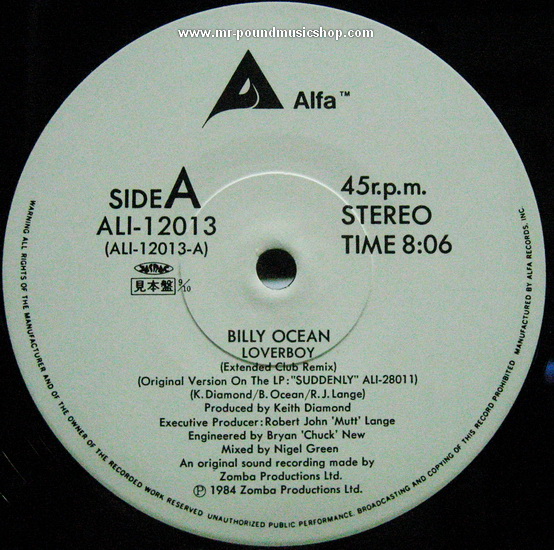 www.mr-poundmusicshop.com
Alfa™
SIDE A
ALI-12013
(ALI-12013-A)
45r.p.m.
STEREO
TIME 8:06
見本盤 9/10
BILLY OCEAN
LOVERBOY
(Extended Club Remix)
(Original Version On The LP:"SUDDENLY" ALI-28011)
(K. Diamond/B. Ocean/R.J. Lange)
Produced by Keith Diamond
Executive Producer: Robert John 'Mutt' Lange
Engineered by Bryan 'Chuck' New
Mixed by Nigel Green
An original sound recording made by
Zomba Productions Ltd.
Ⓟ 1984 Zomba Productions Ltd.
WARNING ALL RIGHTS OF THE MANUFACTURER AND OF THE OWNER OF THE RECORDED WORK RESERVED UNAUTHORIZED PUBLIC PERFORMANCE. BROADCASTING AND COPYING OF THIS RECORD PROHIBITED MANUFACTURED BY ALFA RECORDS, INC.